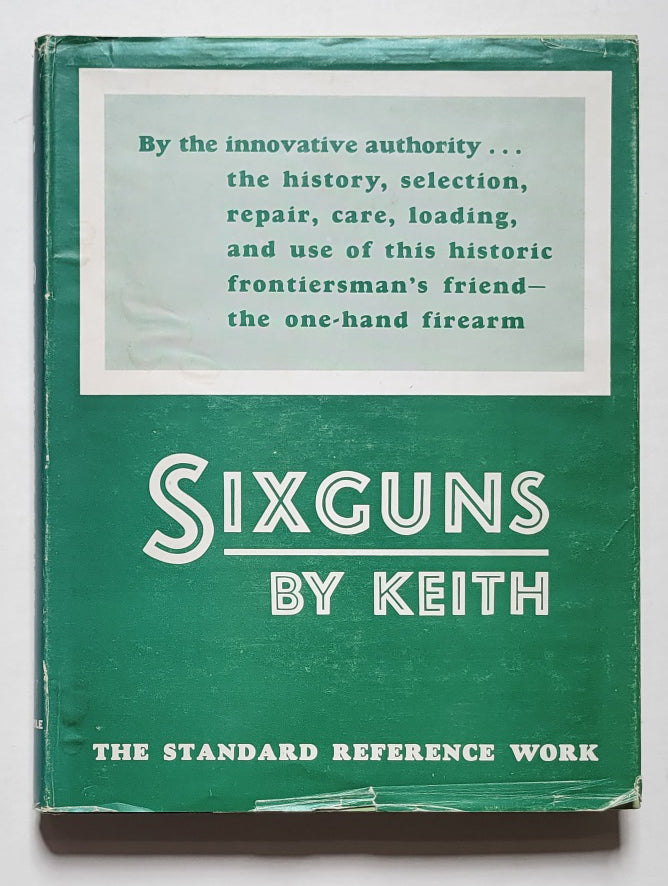 By the innovative authority . . .
the history, selection,
repair, care, loading,
and use of this historic
frontiersman's friend—
the one-hand firearm
SIXGUNS
BY KEITH
THE STANDARD REFERENCE WORK